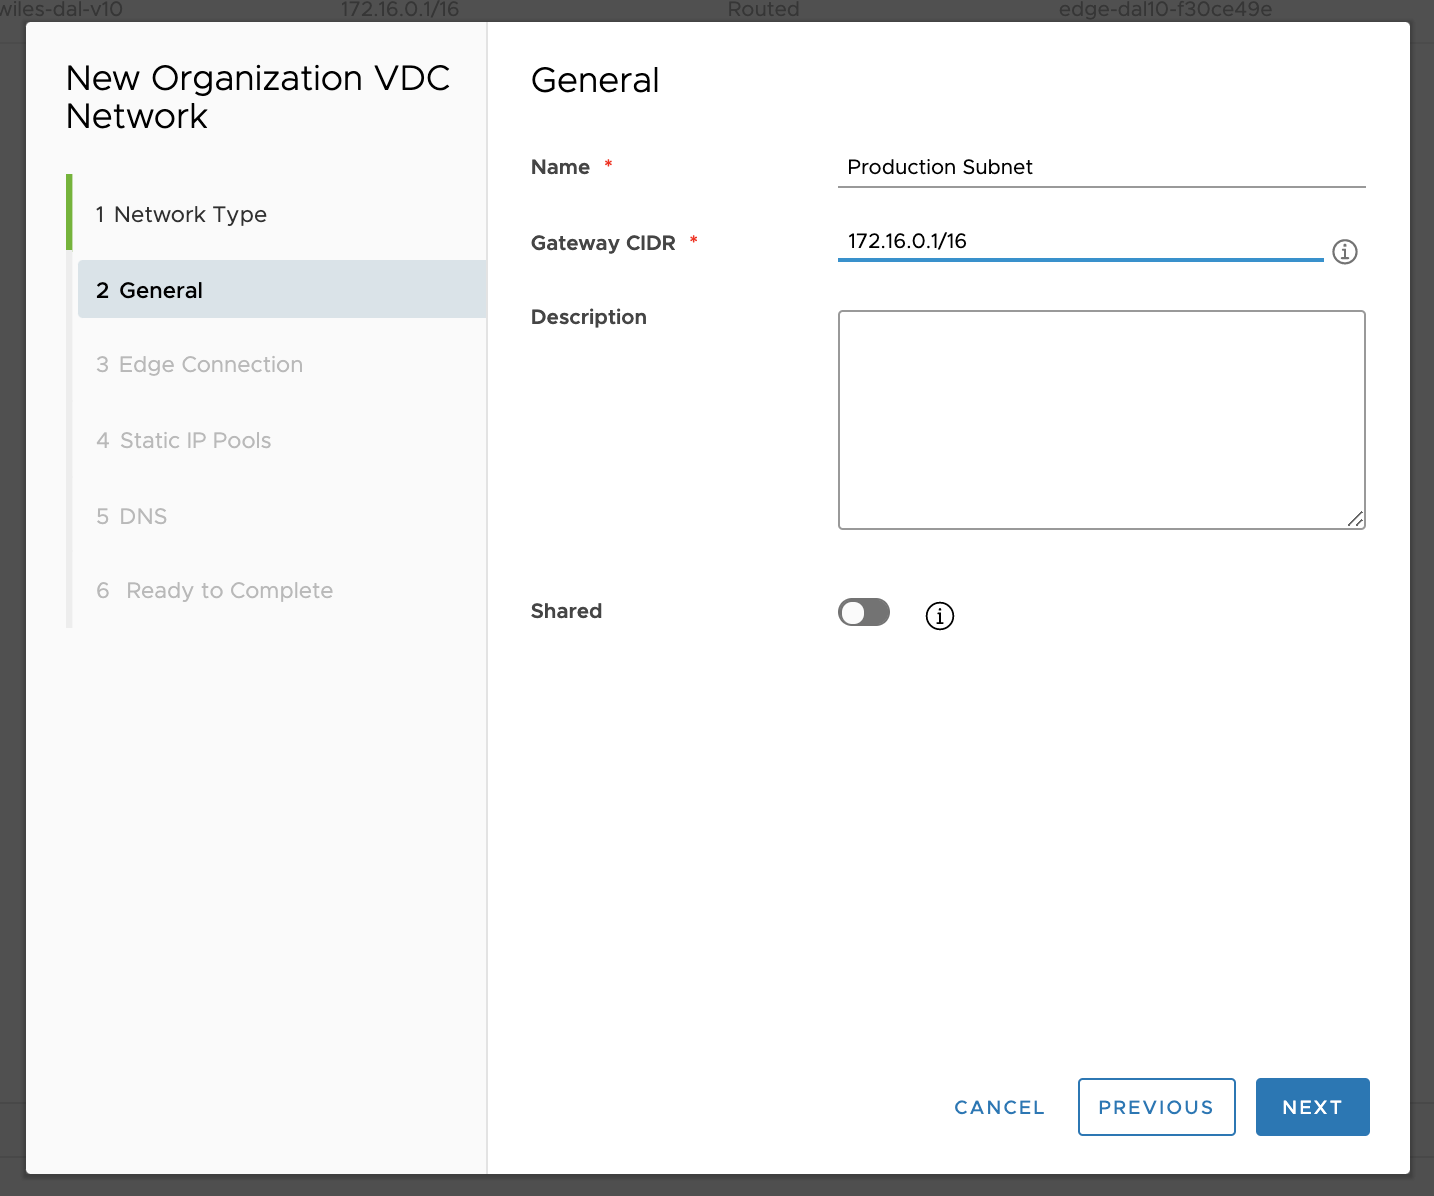 wiles-dal-v10 172.16.0.1/16 Routed edge-dal10-f30ce49e
New Organization VDC
Network
1 Network Type
2 General
3 Edge Connection
4 Static IP Pools
5 DNS
6 Ready to Complete
General
Name *
Production Subnet
Gateway CIDR *
172.16.0.1/16
Description
Shared
CANCEL
PREVIOUS
NEXT